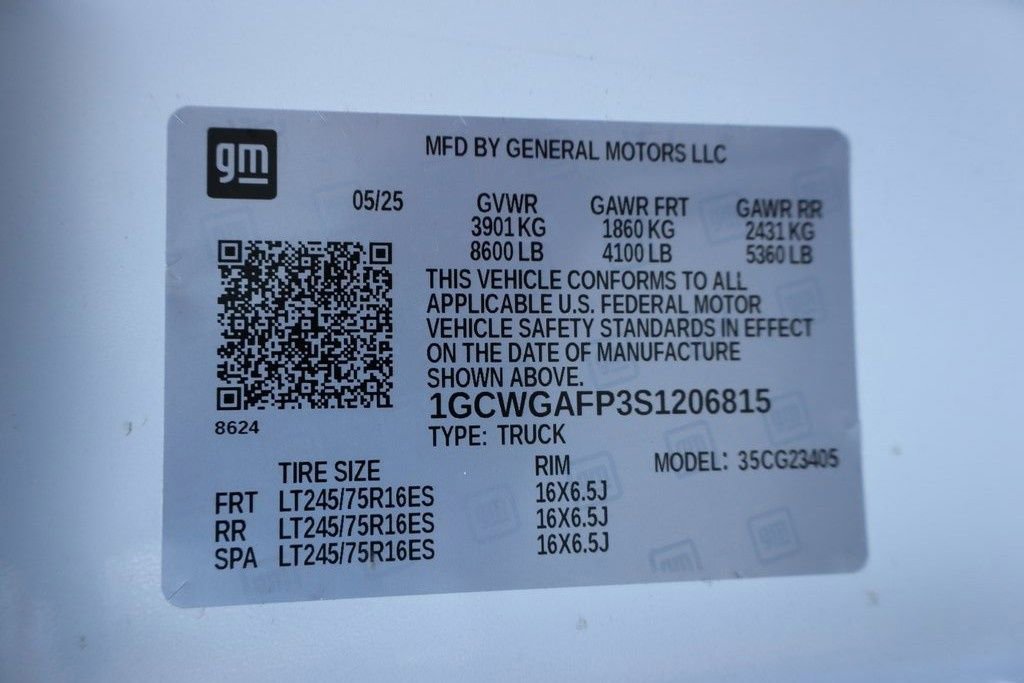 gm
MFD BY GENERAL MOTORS LLC
05/25 GVWR GAWR FRT GAWR RR
3901 KG 1860 KG 2431 KG
8600 LB 4100 LB 5360 LB
THIS VEHICLE CONFORMS TO ALL
APPLICABLE U.S. FEDERAL MOTOR
VEHICLE SAFETY STANDARDS IN EFFECT
ON THE DATE OF MANUFACTURE
SHOWN ABOVE.
1GCWGAFP3S1206815
8624
TYPE: TRUCK
TIRE SIZE RIM MODEL: 35CG23405
FRT LT245/75R16ES 16X6.5J
RR LT245/75R16ES 16X6.5J
SPA LT245/75R16ES 16X6.5J